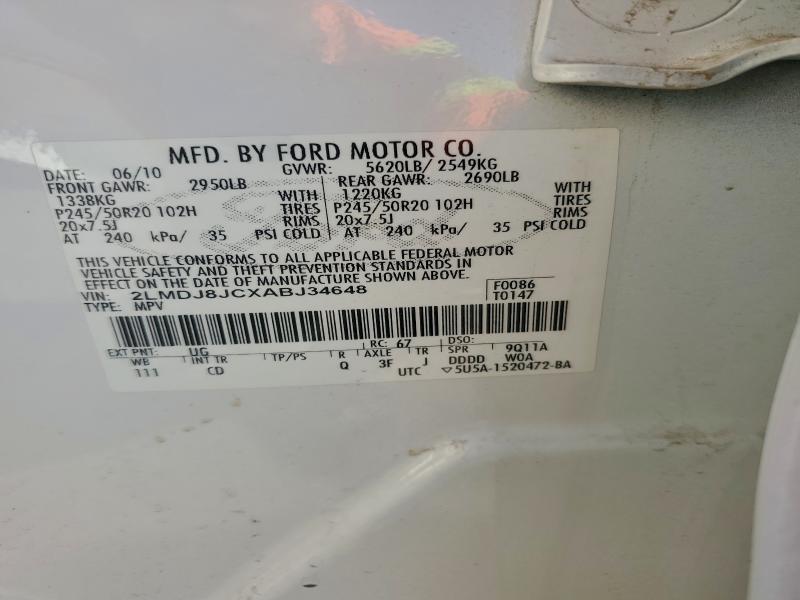 MFD. BY FORD MOTOR CO.
DATE: 06/10 GVWR: 5620LB/ 2549KG
FRONT GAWR: 2950LB REAR GAWR: 2690LB
1338KG WITH 1220KG WITH
P245/50R20 102H TIRES P245/50R20 102H TIRES
20x7.5J RIMS 20x7.5J RIMS
AT 240 kPa/ 35 PSI COLD AT 240 kPa/ 35 PSI COLD
THIS VEHICLE CONFORMS TO ALL APPLICABLE FEDERAL MOTOR
VEHICLE SAFETY AND THEFT PREVENTION STANDARDS IN
EFFECT ON THE DATE OF MANUFACTURE SHOWN ABOVE.
VIN: 2LMDJ8JCXABJ34648 F0086
TYPE: MPV T0147
EXT PNT: UG RC: 67 DSO:
WB INT TR TP/PS R AXLE TR SPR 9Q11A
111 CD Q 3F J DDDD W0A
UTC ▽5U5A-1520472-BA